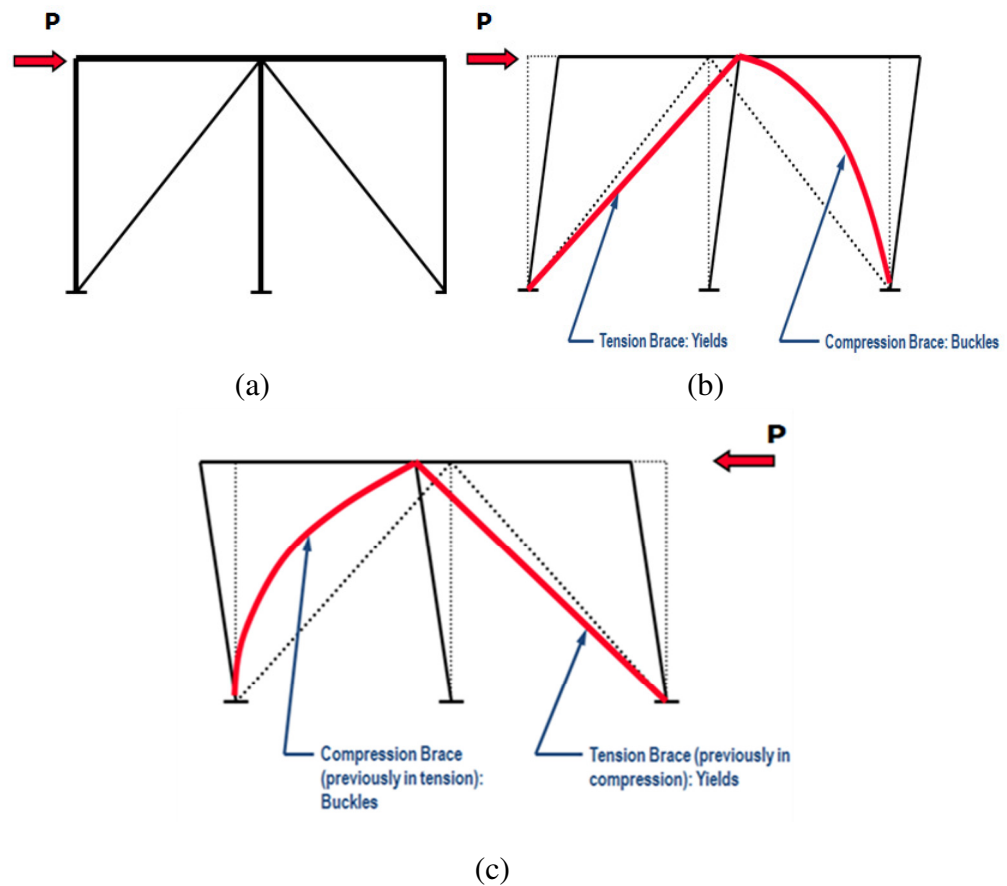 P
P
Tension Brace: Yields
Compression Brace: Buckles
(a)
(b)
P
Compression Brace
(previously in tension):
Buckles
Tension Brace (previously in
compression): Yields
(c)